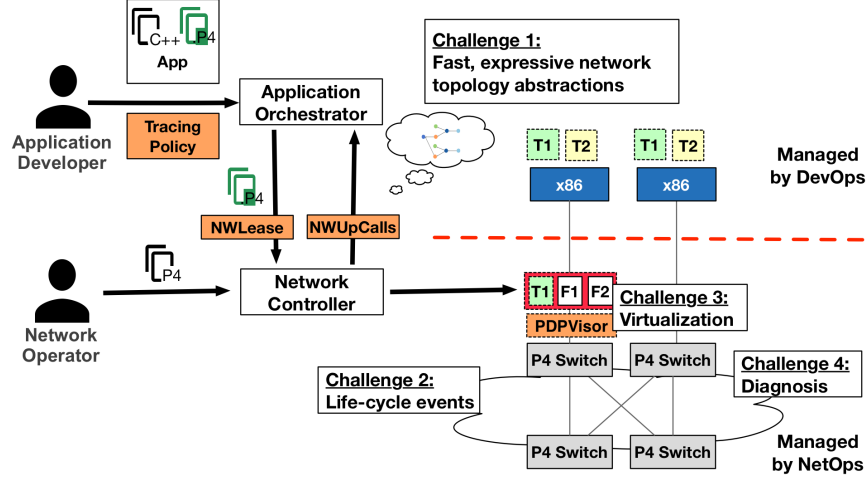 C++
.P4
App
Challenge 1:
Fast, expressive network
topology abstractions
Application
Orchestrator
Application
Developer
Tracing
Policy
T1
T2
T1
T2
x86
x86
Managed
by DevOps
.P4
NWLease
NWUpCalls
P4
Network
Controller
Network
Operator
T1
F1
F2
PDPVisor
Challenge 3:
Virtualization
P4 Switch
P4 Switch
Challenge 2:
Life-cycle events
Challenge 4:
Diagnosis
P4 Switch
P4 Switch
Managed
by NetOps